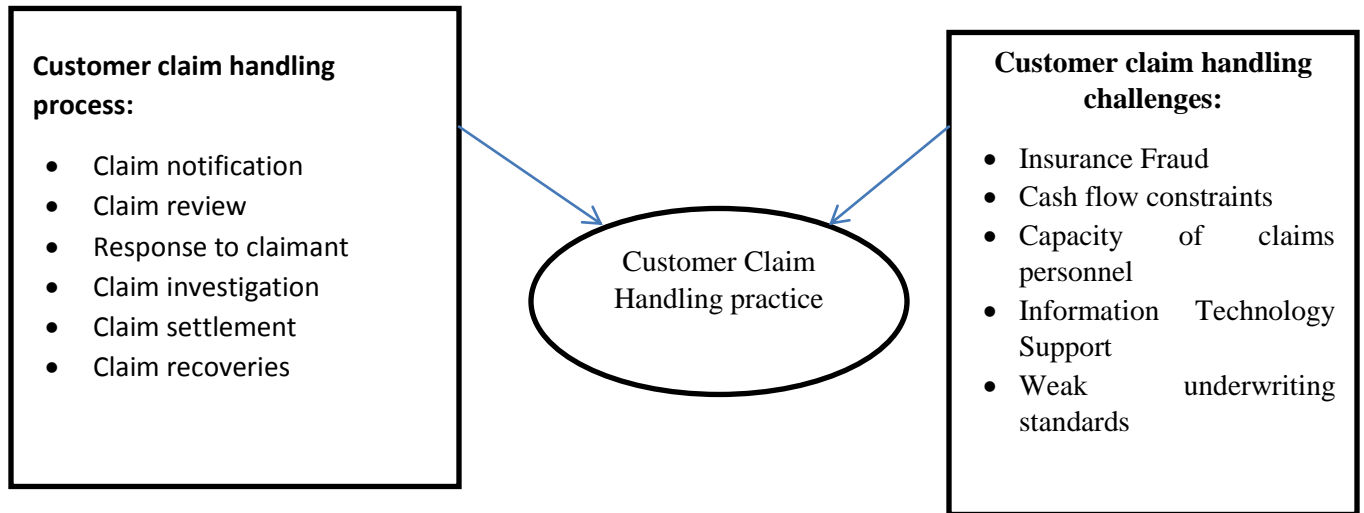 Customer claim handling
process:
• Claim notification
• Claim review
• Response to claimant
• Claim investigation
• Claim settlement
• Claim recoveries
Customer Claim
Handling practice
Customer claim handling
challenges:
• Insurance Fraud
• Cash flow constraints
• Capacity of claims
personnel
• Information Technology
Support
• Weak underwriting
standards